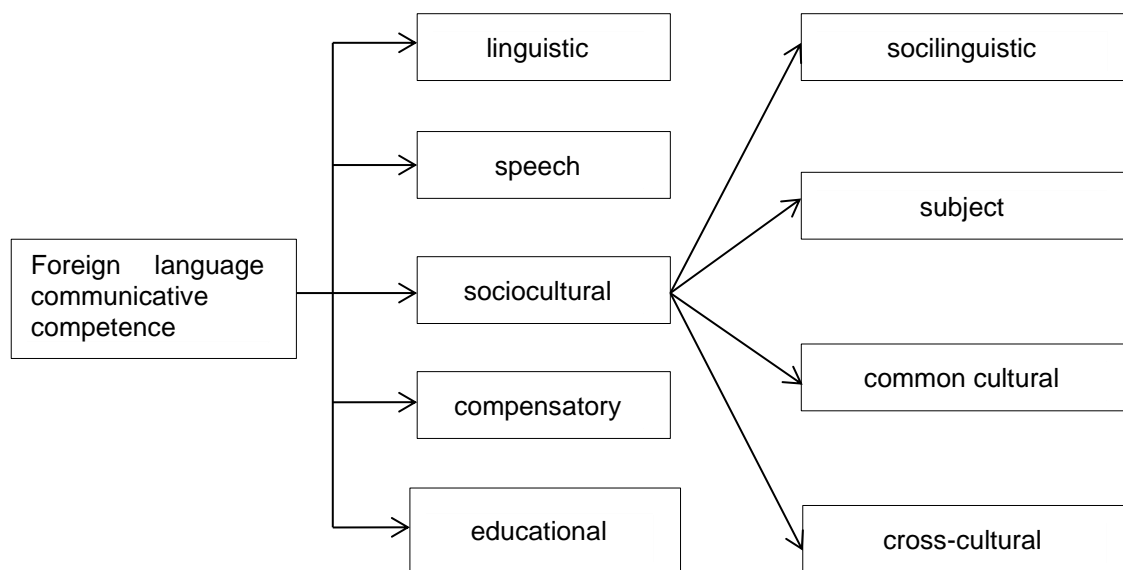 Foreign language
communicative
competence
linguistic
speech
sociocultural
compensatory
educational
socilinguistic
subject
common cultural
cross-cultural